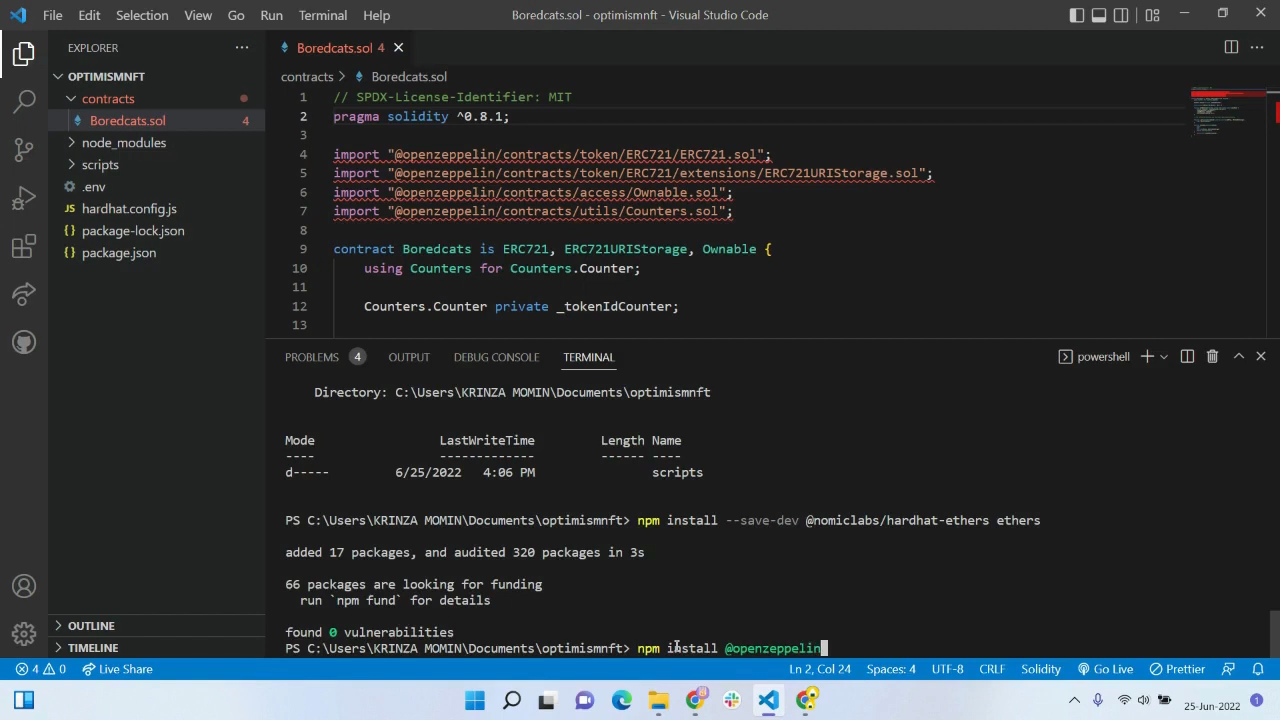 File Edit Selection View Go Run Terminal Help Boredcats.sol - optimismnft - Visual Studio Code
EXPLORER
Boredcats.sol 4
OPTIMISMNFT
contracts
Boredcats.sol 4
node_modules
scripts
.env
JS hardhat.config.js
{} package-lock.json
{} package.json
OUTLINE
TIMELINE
contracts > Boredcats.sol
1 // SPDX-License-Identifier: MIT
2 pragma solidity ^0.8.1;
3
4 import "@openzeppelin/contracts/token/ERC721/ERC721.sol";
5 import "@openzeppelin/contracts/token/ERC721/extensions/ERC721URIStorage.sol";
6 import "@openzeppelin/contracts/access/Ownable.sol";
7 import "@openzeppelin/contracts/utils/Counters.sol";
8
9 contract Boredcats is ERC721, ERC721URIStorage, Ownable {
10 using Counters for Counters.Counter;
11
12 Counters.Counter private _tokenIdCounter;
13
PROBLEMS 4 OUTPUT DEBUG CONSOLE TERMINAL powershell
Directory: C:\Users\KRINZA MOMIN\Documents\optimismnft
Mode LastWriteTime Length Name
---- ------------- ------ ----
d----- 6/25/2022 4:06 PM scripts
PS C:\Users\KRINZA MOMIN\Documents\optimismnft> npm install --save-dev @nomiclabs/hardhat-ethers ethers
added 17 packages, and audited 320 packages in 3s
66 packages are looking for funding
run `npm fund` for details
found 0 vulnerabilities
PS C:\Users\KRINZA MOMIN\Documents\optimismnft> npm install @openzeppelin
4 0 Live Share Ln 2, Col 24 Spaces: 4 UTF-8 CRLF Solidity Go Live Prettier
25-Jun-2022 1